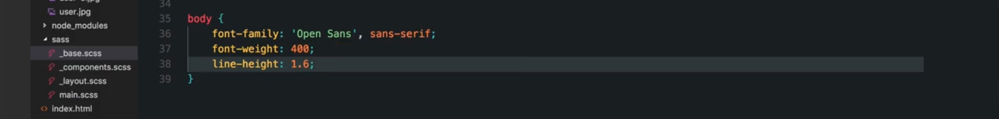 34
user.jpg
node_modules
sass
_base.scss
_components.scss
_layout.scss
main.scss
index.html
35 body {
36 font-family: 'Open Sans', sans-serif;
37 font-weight: 400;
38 line-height: 1.6;
39 }